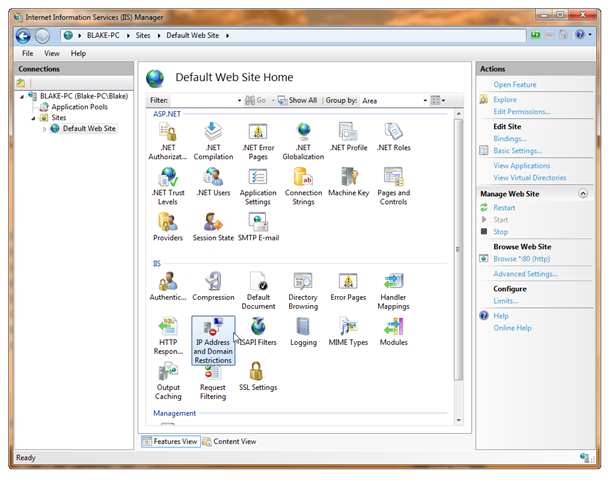 Internet Information Services (IIS) Manager
BLAKE-PC
Sites
Default Web Site
File View Help
Connections
BLAKE-PC (Blake-PC\Blake)
Application Pools
Sites
Default Web Site
Default Web Site Home
Filter: Go Show All Group by: Area
ASP.NET
.NET Authorizat...
.NET Compilation
.NET Error Pages
.NET Globalization
.NET Profile
.NET Roles
.NET Trust Levels
.NET Users
Application Settings
Connection Strings
Machine Key
Pages and Controls
Providers
Session State
SMTP E-mail
IIS
Authentic...
Compression
Default Document
Directory Browsing
Error Pages
Handler Mappings
HTTP Respon...
IP Address and Domain Restrictions
ISAPI Filters
Logging
MIME Types
Modules
Output Caching
Request Filtering
SSL Settings
Management
Features View
Content View
Actions
Open Feature
Explore
Edit Permissions...
Edit Site
Bindings...
Basic Settings...
View Applications
View Virtual Directories
Manage Web Site
Restart
Start
Stop
Browse Web Site
Browse *:80 (http)
Advanced Settings...
Configure
Limits...
Help
Online Help
Ready